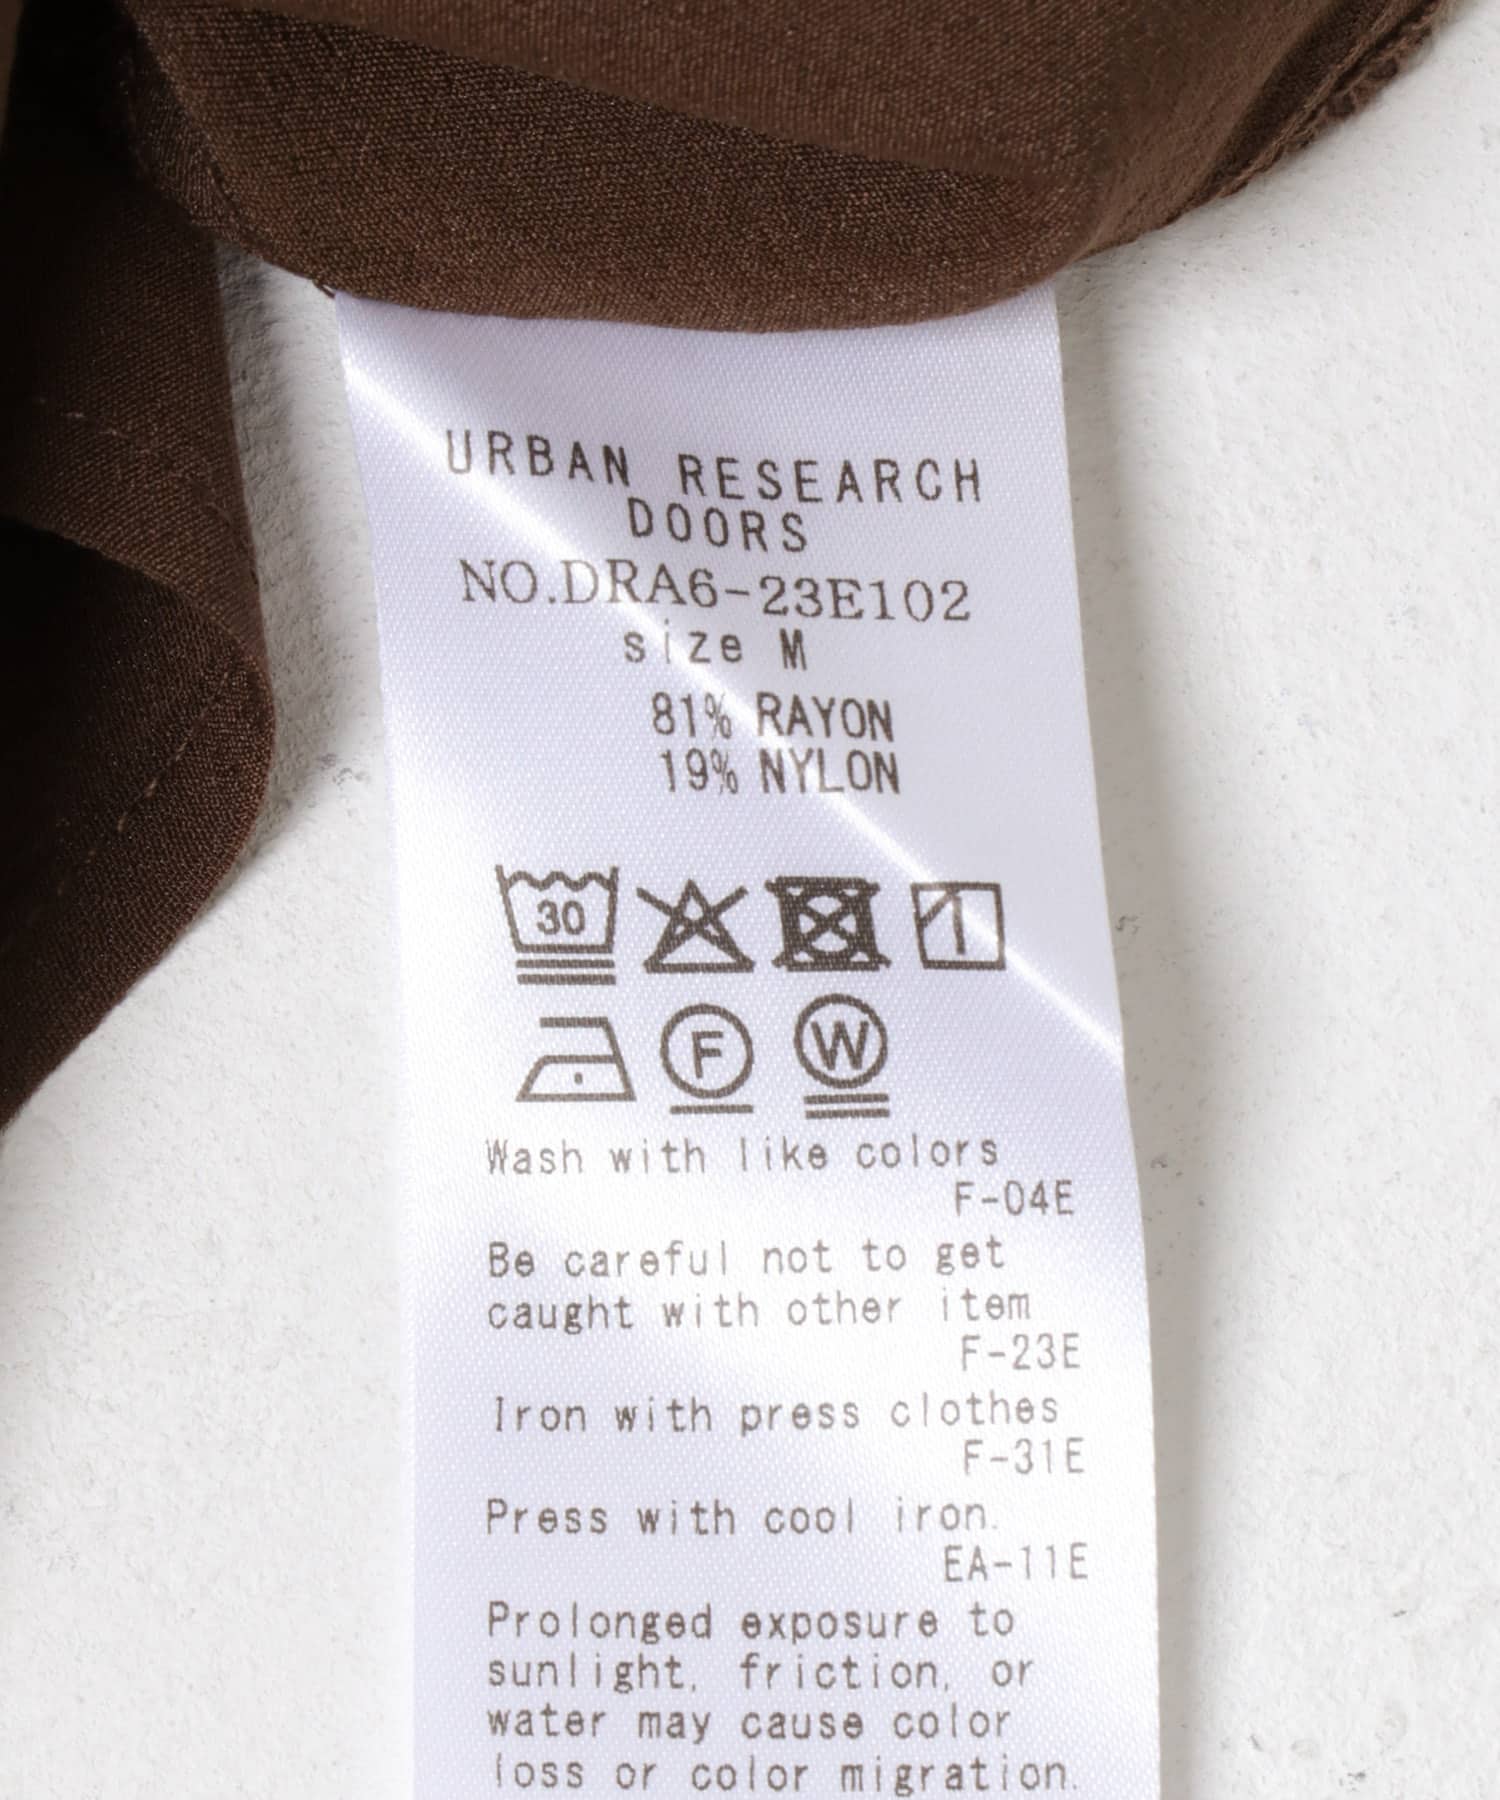 URBAN RESEARCH
DOORS
NO.DRA6-23E102
size M
81% RAYON
19% NYLON
30
F W
Wash with like colors
F-04E
Be careful not to get
caught with other item
F-23E
Iron with press clothes
F-31E
Press with cool iron.
EA-11E
Prolonged exposure to
sunlight, friction, or
water may cause color
loss or color migration.